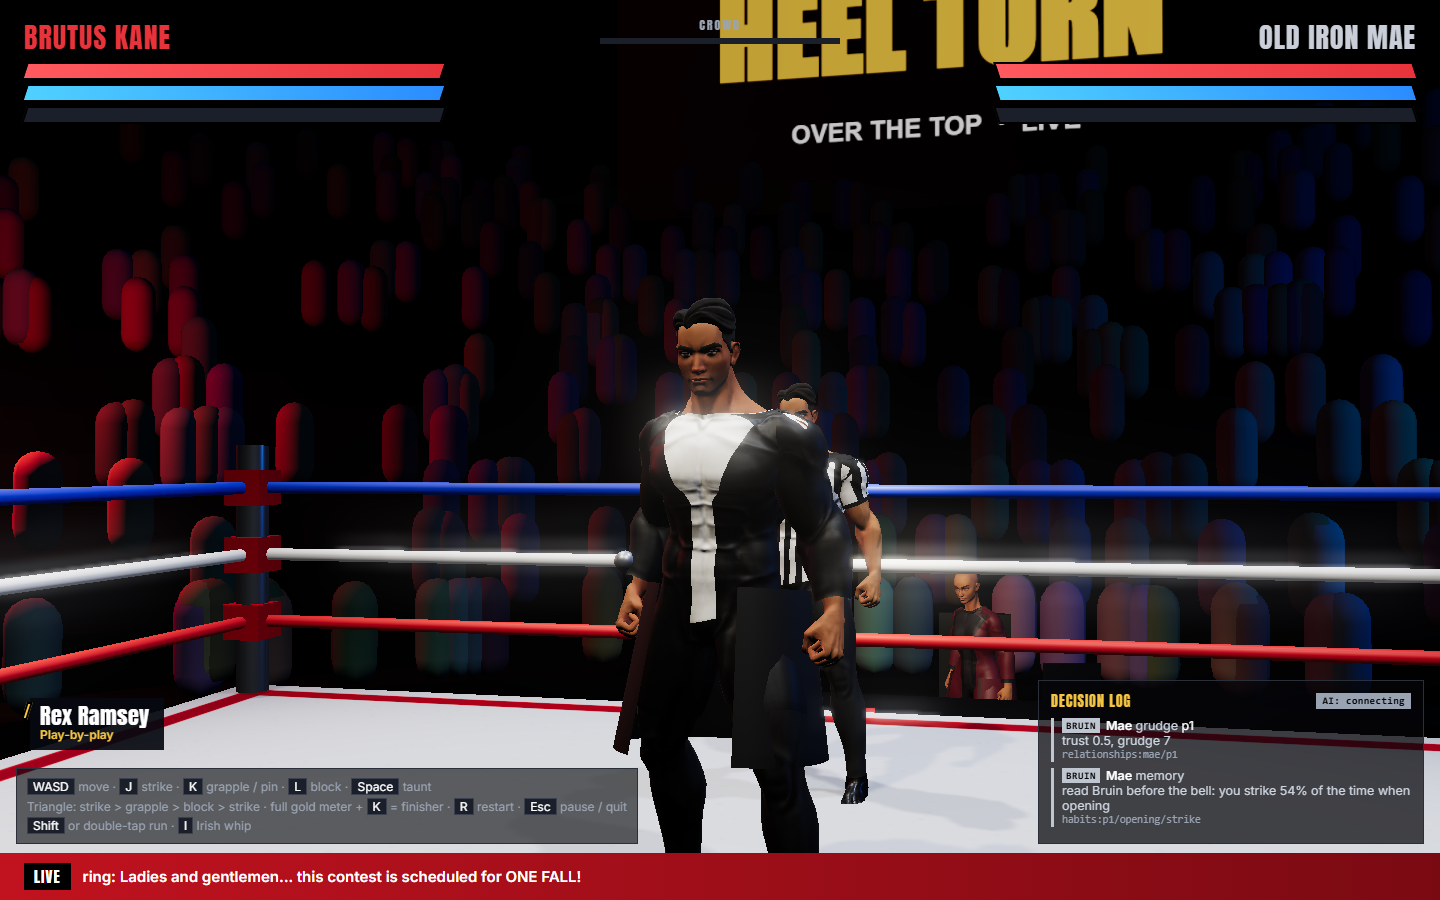 BRUTUS KANE
CROWD
HEEL TURN
OLD IRON MAE
OVER THE TOP - LIVE
Rex Ramsey
Play-by-play
WASD move · J strike · K grapple / pin · L block · Space taunt
Triangle: strike > grapple > block > strike · full gold meter + K = finisher · R restart · Esc pause / quit
Shift or double-tap run · I Irish whip
DECISION LOG
AI: connecting
BRUIN Mae grudge p1
trust 0.5, grudge 7
relationships:mae/p1
BRUIN Mae memory
read Bruin before the bell: you strike 54% of the time when
opening
habits:p1/opening/strike
LIVE ring: Ladies and gentlemen... this contest is scheduled for ONE FALL!